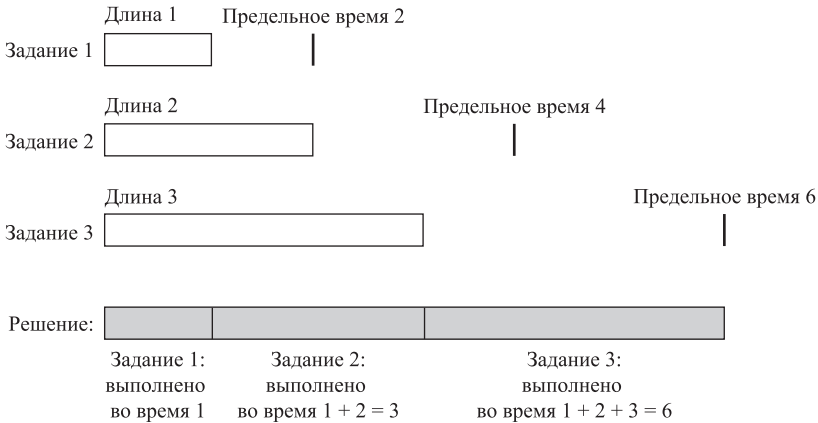 Длина 1
Предельное время 2
Задание 1
Длина 2
Предельное время 4
Задание 2
Длина 3
Предельное время 6
Задание 3
Решение:
Задание 1:
выполнено
во время 1
Задание 2:
выполнено
во время 1 + 2 = 3
Задание 3:
выполнено
во время 1 + 2 + 3 = 6